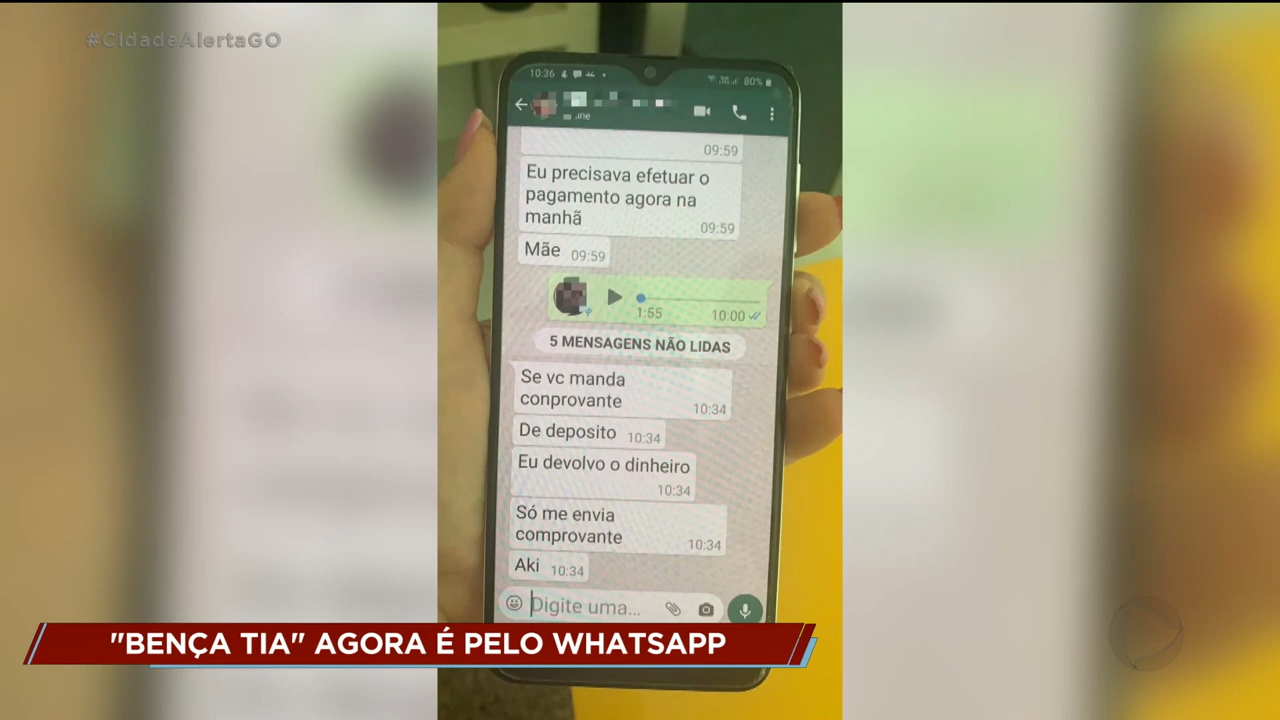 #CidadeAlertaGO
10:36
80%
09:59
Eu precisava efetuar o
pagamento agora na
manhã
09:59
Mãe 09:59
1:55 10:00
5 MENSAGENS NÃO LIDAS
Se vc manda
conprovante
10:34
De deposito 10:34
Eu devolvo o dinheiro
10:34
Só me envia
comprovante
10:34
Aki 10:34
Digite uma...
"BENÇA TIA" AGORA É PELO WHATSAPP